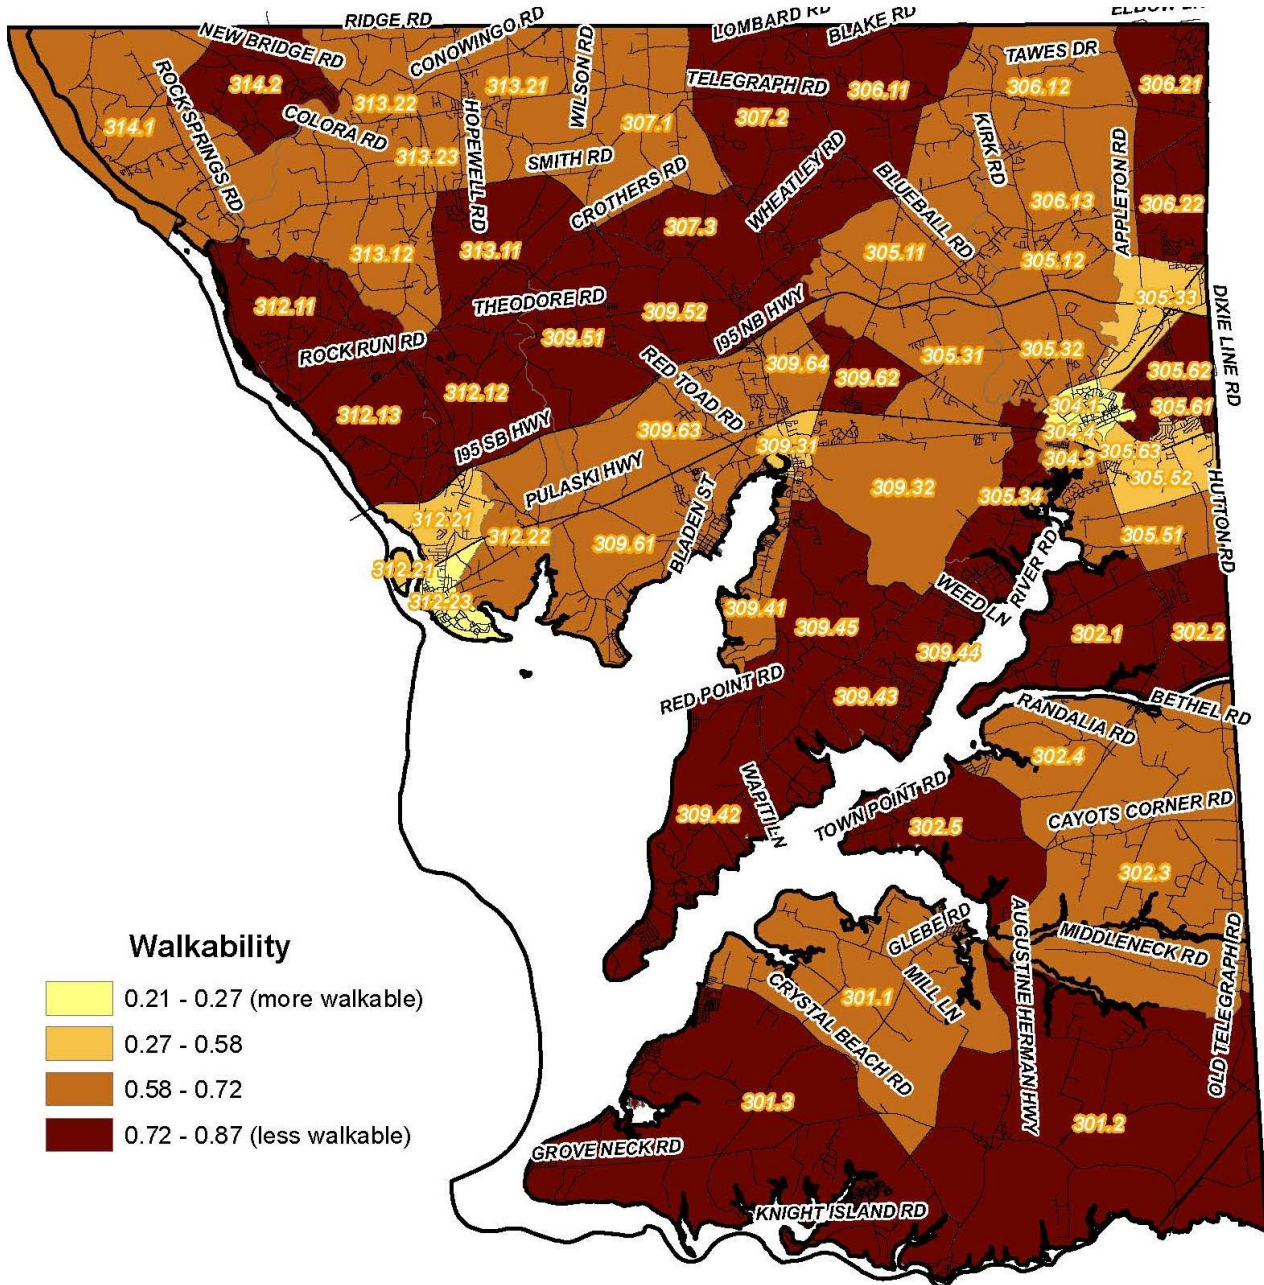 RIDGE RD
LOMBARD RD
BLAKE RD
NEW BRIDGE RD
CONOWINGO RD
WILSON RD
TAWES DR
TELEGRAPH RD
ROCK SPRINGS RD
314.2
313.21
306.11
306.12
306.21
313.22
COLORA RD
HOPEWELL RD
314.1
307.1
307.2
KIRK RD
APPLETON RD
313.23
SMITH RD
CROTHERS RD
WHEATLEY RD
BLUEBALL RD
306.13
306.22
307.3
313.12
313.11
305.11
305.12
312.11
THEODORE RD
309.52
I95 NB HWY
305.33
DIXIE LINE RD
ROCK RUN RD
309.51
RED TOAD RD
309.64
309.62
305.31
305.32
305.62
312.12
312.13
304.1
305.61
I95 SB HWY
309.63
309.31
304.4
304.3
305.63
305.52
PULASKI HWY
309.32
305.34
HUTTON RD
312.21
312.22
309.61
BLADEN ST
305.51
312.21
RIVER RD
WEED LN
312.23
309.41
309.45
302.1
302.2
309.44
RED POINT RD
309.43
BETHEL RD
RANDALIA RD
302.4
WAPITI LN
TOWN POINT RD
309.42
302.5
CAYOTS CORNER RD
302.3
AUGUSTINE HERMAN HWY
GLEBE RD
MIDDLENECK RD
OLD TELEGRAPH RD
CRYSTAL BEACH RD
301.1
MILL LN
301.3
301.2
GROVE NECK RD
KNIGHT ISLAND RD
Walkability
0.21 - 0.27 (more walkable)
0.27 - 0.58
0.58 - 0.72
0.72 - 0.87 (less walkable)